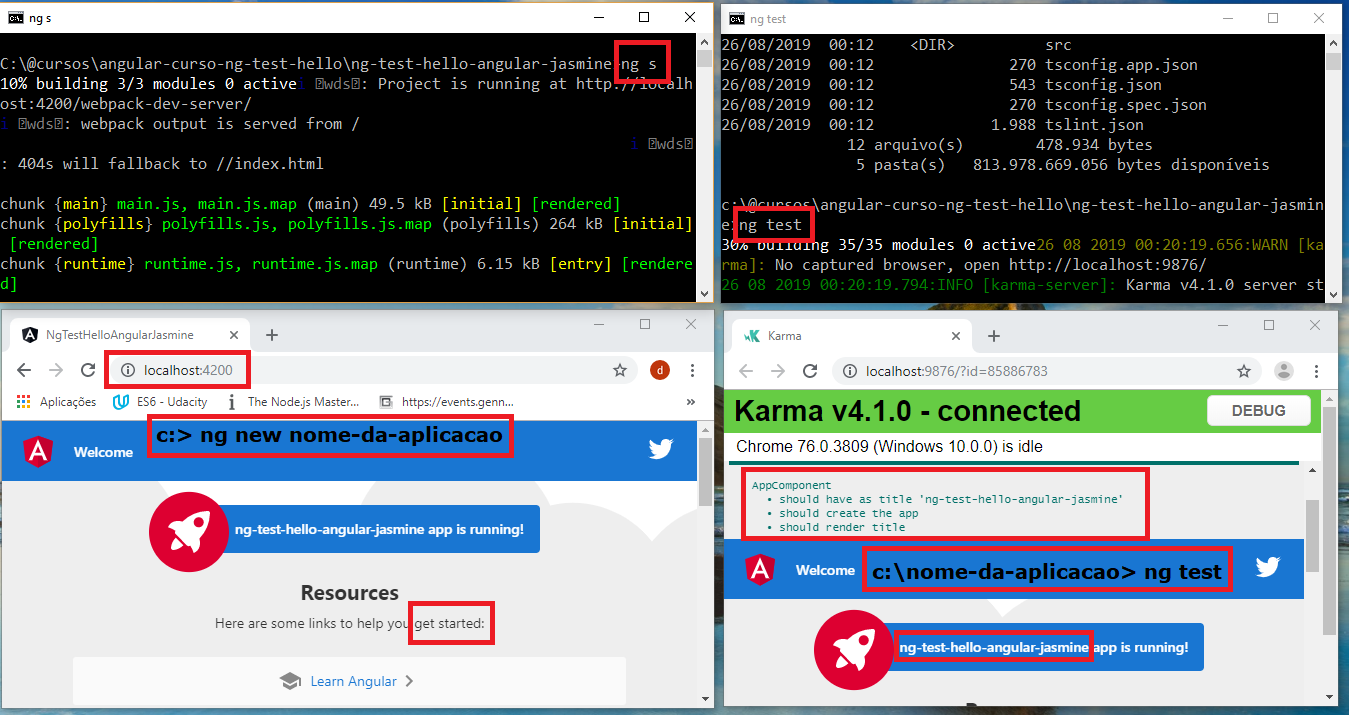 ng s
C:\@cursos\angular-curso-ng-test-hello\ng-test-hello-angular-jasmine>ng s
10% building 3/3 modules 0 activei ｢wds｣: Project is running at http://localh
ost:4200/webpack-dev-server/
i ｢wds｣: webpack output is served from /
i ｢wds｣
: 404s will fallback to //index.html
chunk {main} main.js, main.js.map (main) 49.5 kB [initial] [rendered]
chunk {polyfills} polyfills.js, polyfills.js.map (polyfills) 264 kB [initial]
[rendered]
chunk {runtime} runtime.js, runtime.js.map (runtime) 6.15 kB [entry] [rendere
d]
ng test
26/08/2019 00:12 <DIR> src
26/08/2019 00:12 270 tsconfig.app.json
26/08/2019 00:12 543 tsconfig.json
26/08/2019 00:12 270 tsconfig.spec.json
26/08/2019 00:12 1.988 tslint.json
12 arquivo(s) 478.934 bytes
5 pasta(s) 813.978.669.056 bytes disponíveis
c:\@cursos\angular-curso-ng-test-hello\ng-test-hello-angular-jasmin
e>ng test
30% building 35/35 modules 0 active26 08 2019 00:20:19.656:WARN [ka
rma]: No captured browser, open http://localhost:9876/
26 08 2019 00:20:19.794:INFO [karma-server]: Karma v4.1.0 server st
NgTestHelloAngularJasmine
localhost:4200
d
Aplicações ES6 - Udacity The Node.js Master... https://events.genn... »
c:> ng new nome-da-aplicacao
A Welcome
ng-test-hello-angular-jasmine app is running!
Resources
Here are some links to help you get started:
Learn Angular
Karma
localhost:9876/?id=85886783
Karma v4.1.0 - connected
DEBUG
Chrome 76.0.3809 (Windows 10.0.0) is idle
AppComponent
• should have as title 'ng-test-hello-angular-jasmine'
• should create the app
• should render title
A Welcome c:\nome-da-aplicacao> ng test
ng-test-hello-angular-jasmine app is running!